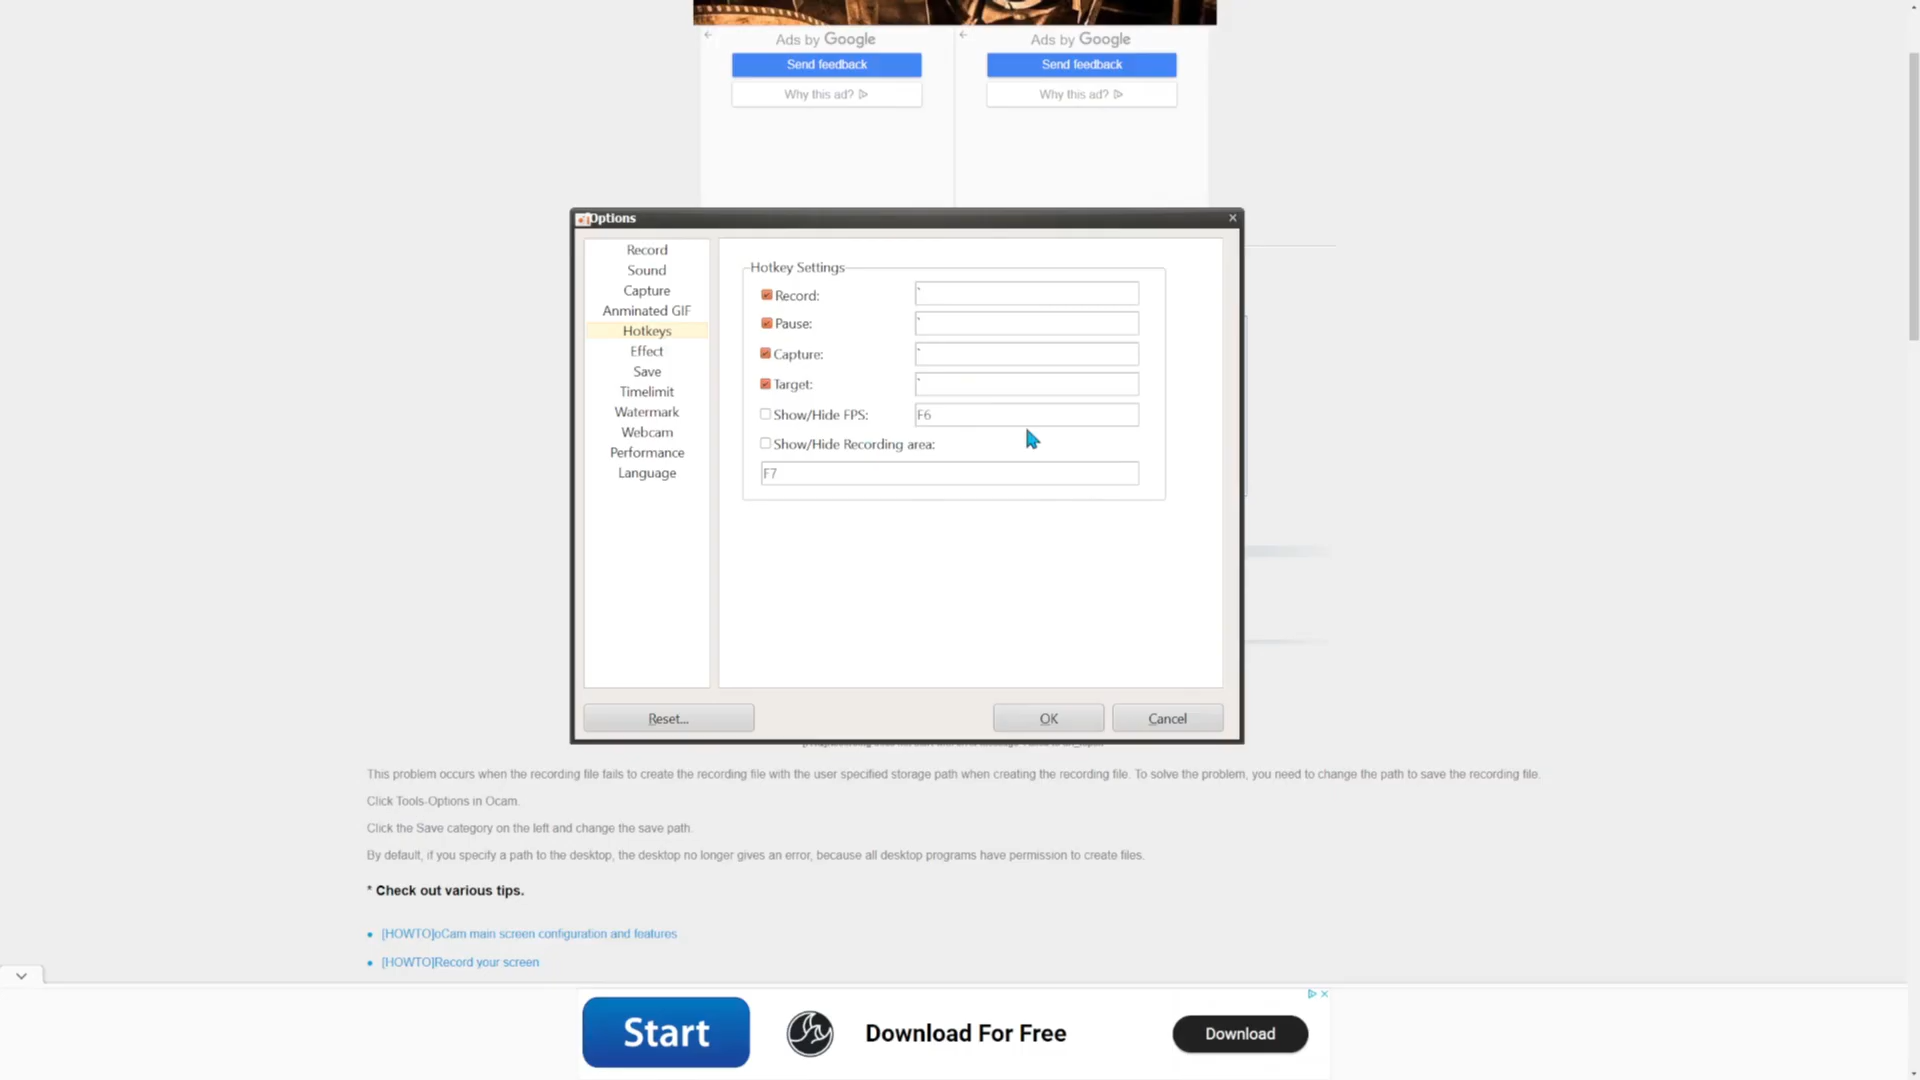 Ads by Google
Send feedback
Why this ad?
Ads by Google
Send feedback
Why this ad?
Options
Record
Sound
Capture
Anminated GIF
Hotkeys
Effect
Save
Timelimit
Watermark
Webcam
Performance
Language
Hotkey Settings
Record: `
Pause: `
Capture: `
Target: `
Show/Hide FPS: F6
Show/Hide Recording area:
F7
Reset...
OK
Cancel
This problem occurs when the recording file fails to create the recording file with the user specified storage path when creating the recording file. To solve the problem, you need to change the path to save the recording file.
Click Tools-Options in Ocam.
Click the Save category on the left and change the save path.
By default, if you specify a path to the desktop, the desktop no longer gives an error, because all desktop programs have permission to create files.
* Check out various tips.
[HOWTO]oCam main screen configuration and features
[HOWTO]Record your screen
Start
Download For Free
Download